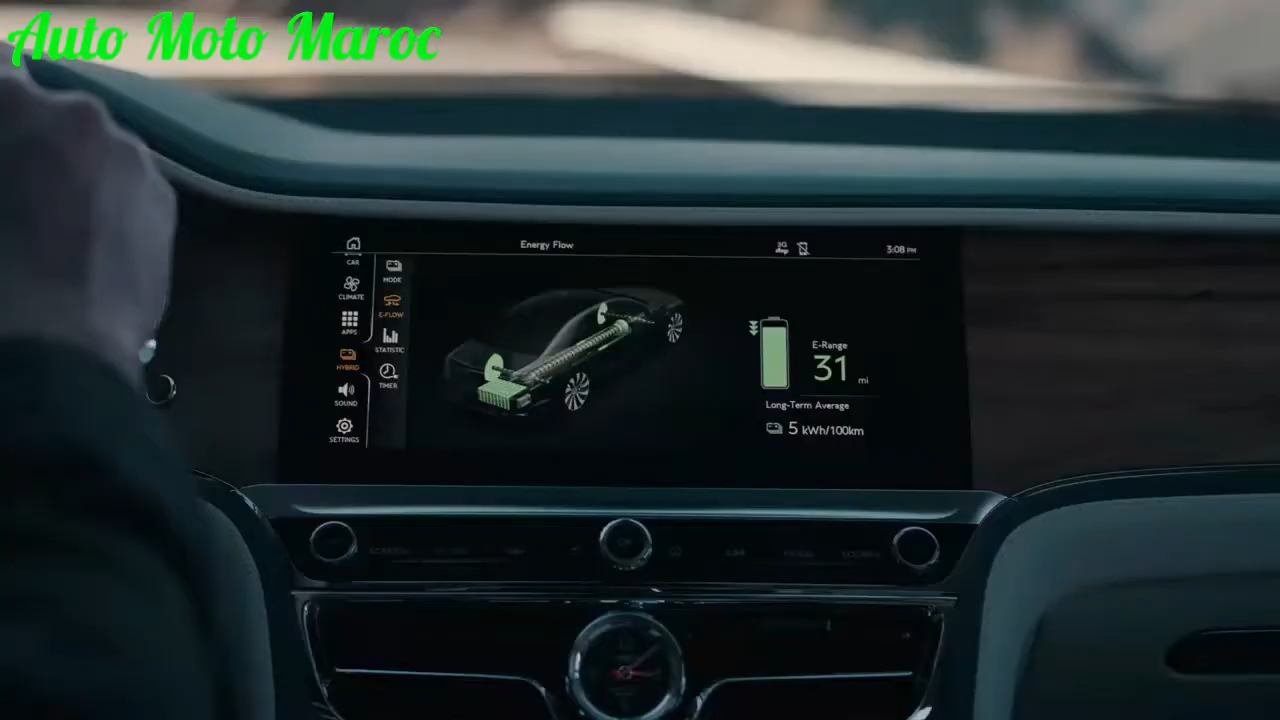 Auto Moto Maroc
Energy Flow
3G
3:08 PM
CAR
CLIMATE
APPS
HYBRID
SOUND
SETTINGS
MODE
E-FLOW
STATISTIC
TIMER
E-Range
31 mi
Long-Term Average
5 kWh/100km